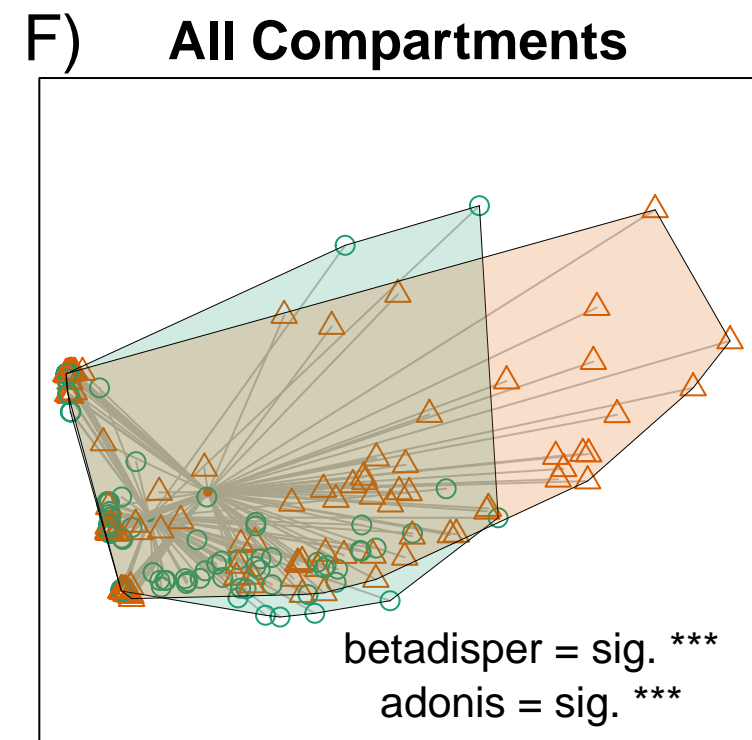 F) All Compartments
betadisper = sig. ***
adonis = sig. ***